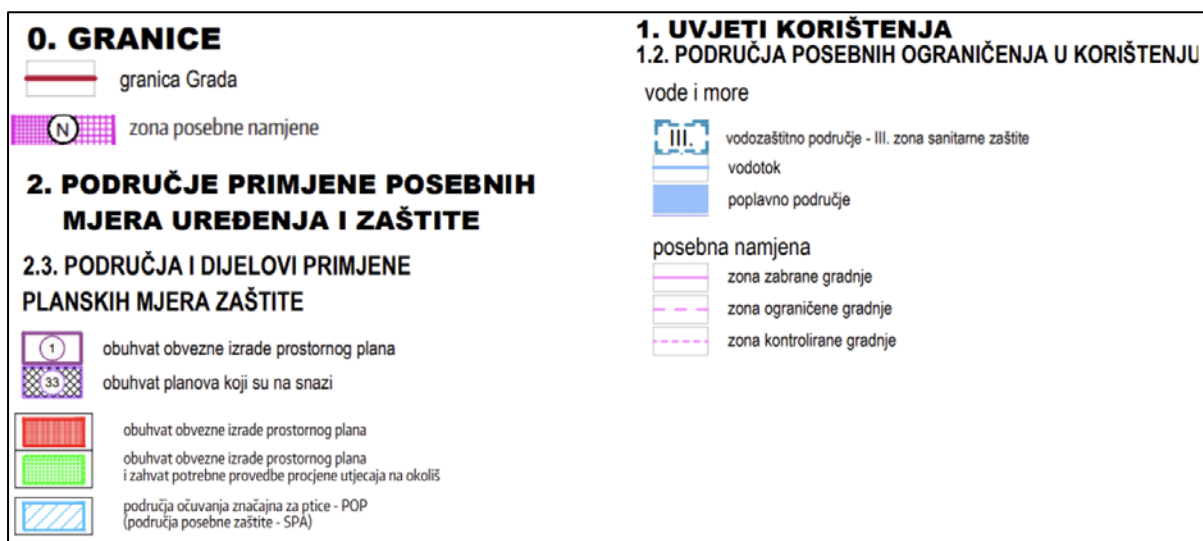 0. GRANICE
granica Grada
N
zona posebne namjene
2. PODRUČJE PRIMJENE POSEBNIH
MJERA UREĐENJA I ZAŠTITE
2.3. PODRUČJA I DIJELOVI PRIMJENE
PLANSKIH MJERA ZAŠTITE
1
obuhvat obvezne izrade prostornog plana
33
obuhvat planova koji su na snazi
obuhvat obvezne izrade prostornog plana
obuhvat obvezne izrade prostornog plana
i zahvat potrebne provedbe procjene utjecaja na okoliš
područja očuvanja značajna za ptice - POP
(područja posebne zaštite - SPA)
1. UVJETI KORIŠTENJA
1.2. PODRUČJA POSEBNIH OGRANIČENJA U KORIŠTENJU
vode i more
III.
vodozaštitno područje - III. zona sanitarne zaštite
vodotok
poplavno područje
posebna namjena
zona zabrane gradnje
zona ograničene gradnje
zona kontrolirane gradnje